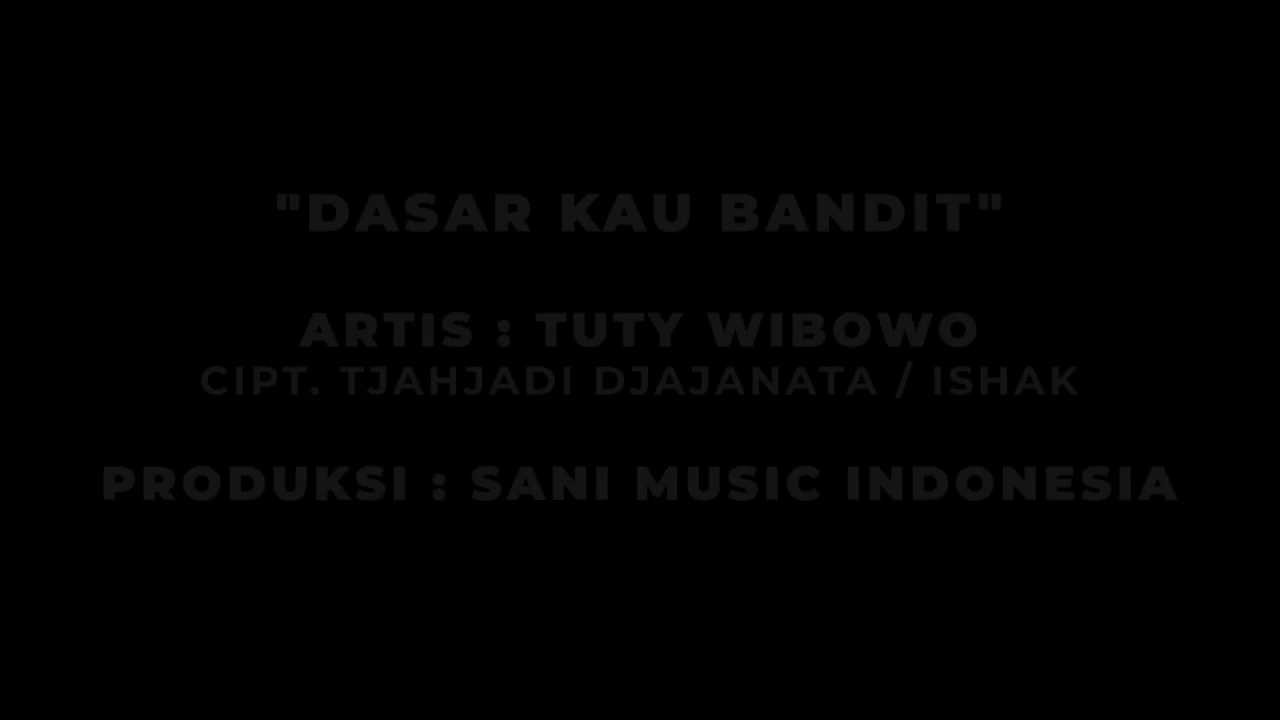 "DASAR KAU BANDIT"
ARTIS : TUTY WIBOWO
CIPT. TJAHJADI DJAJANATA / ISHAK
PRODUKSI : SANI MUSIC INDONESIA